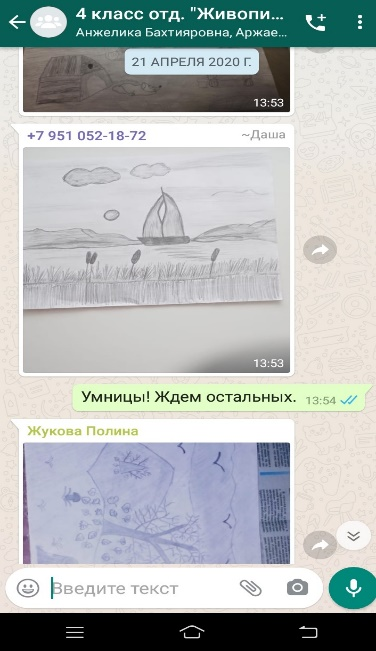 4 класс отд. "Живопи...
Анжелика Бахтияровна, Аржае...
21 АПРЕЛЯ 2020 Г.
13:53
+7 951 052-18-72
~Даша
13:53
Умницы! Ждем остальных.
13:54
Жукова Полина
Введите текст